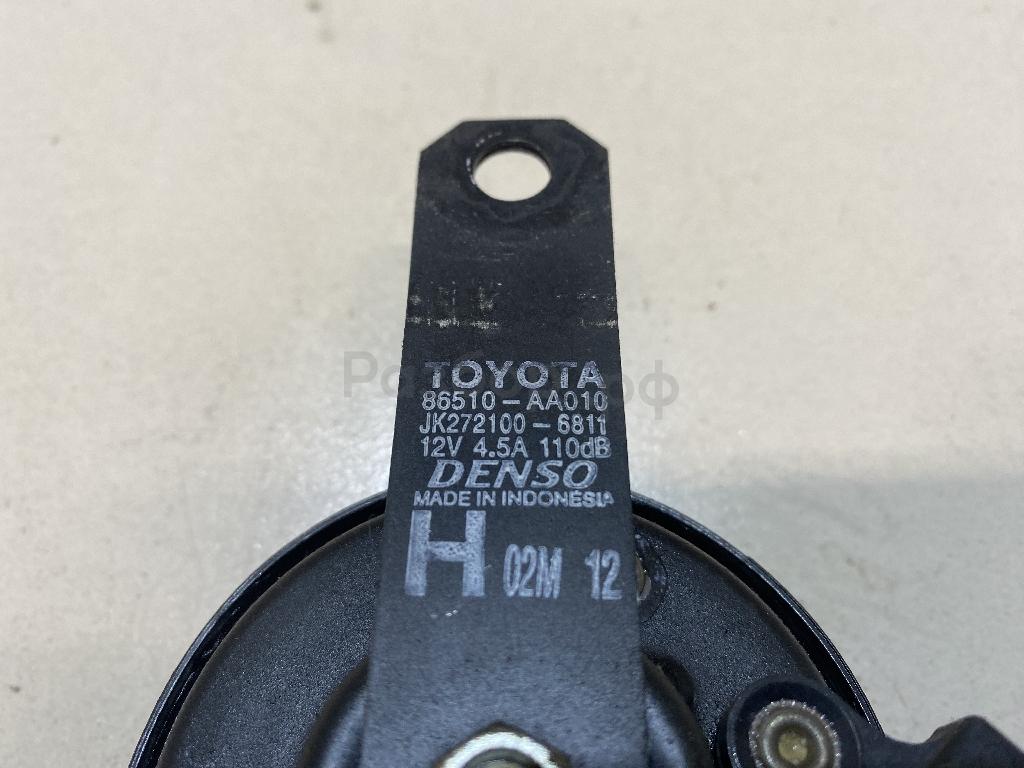 TOYOTA
86510-AA010
JK272100-6811
12V 4.5A 110dB
DENSO
MADE IN INDONESIA
H 02M 12